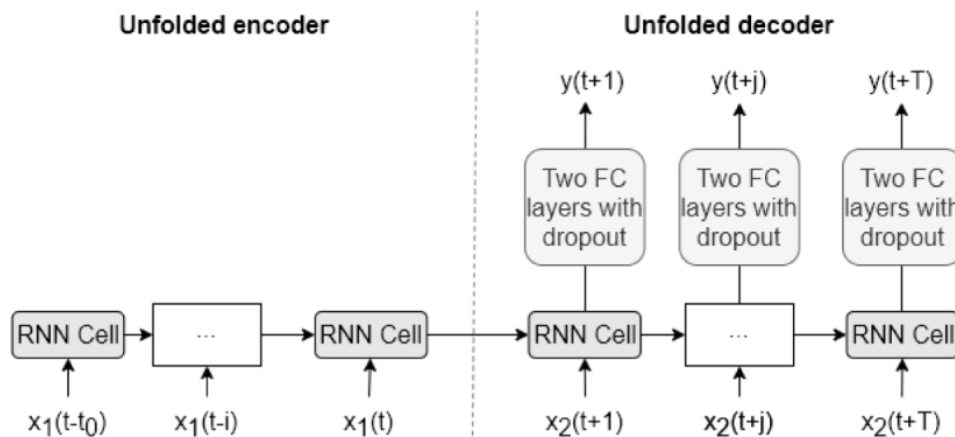 Unfolded encoder
Unfolded decoder
y(t+1) y(t+j) y(t+T)
Two FC
layers with
dropout
Two FC
layers with
dropout
Two FC
layers with
dropout
RNN Cell
...
RNN Cell
RNN Cell
...
RNN Cell
x₁(t-t₀) x₁(t-i) x₁(t) x₂(t+1) x₂(t+j) x₂(t+T)